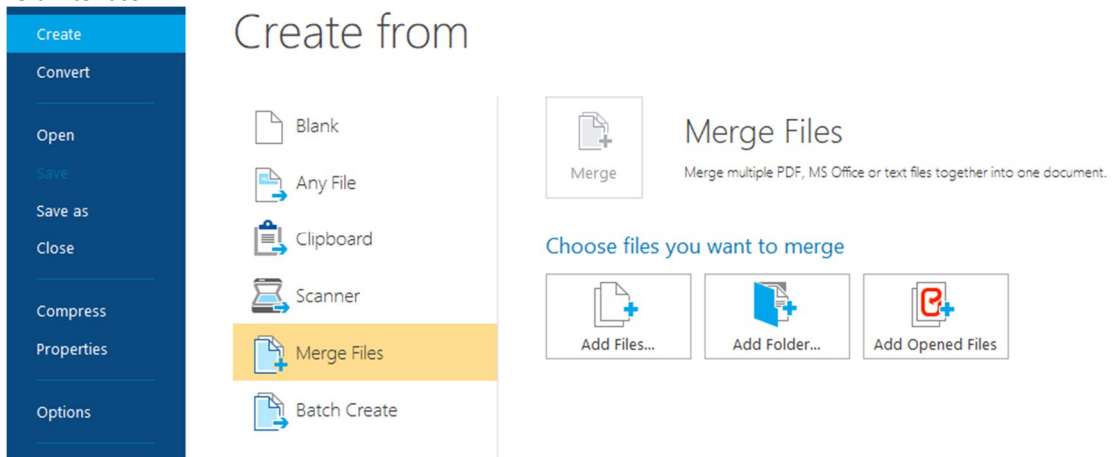 Create
Convert
Open
Save
Save as
Close
Compress
Properties
Options
Create from
Blank
Any File
Clipboard
Scanner
Merge Files
Batch Create
Merge
Merge Files
Merge multiple PDF, MS Office or text files together into one document.
Choose files you want to merge
Add Files...
Add Folder...
Add Opened Files